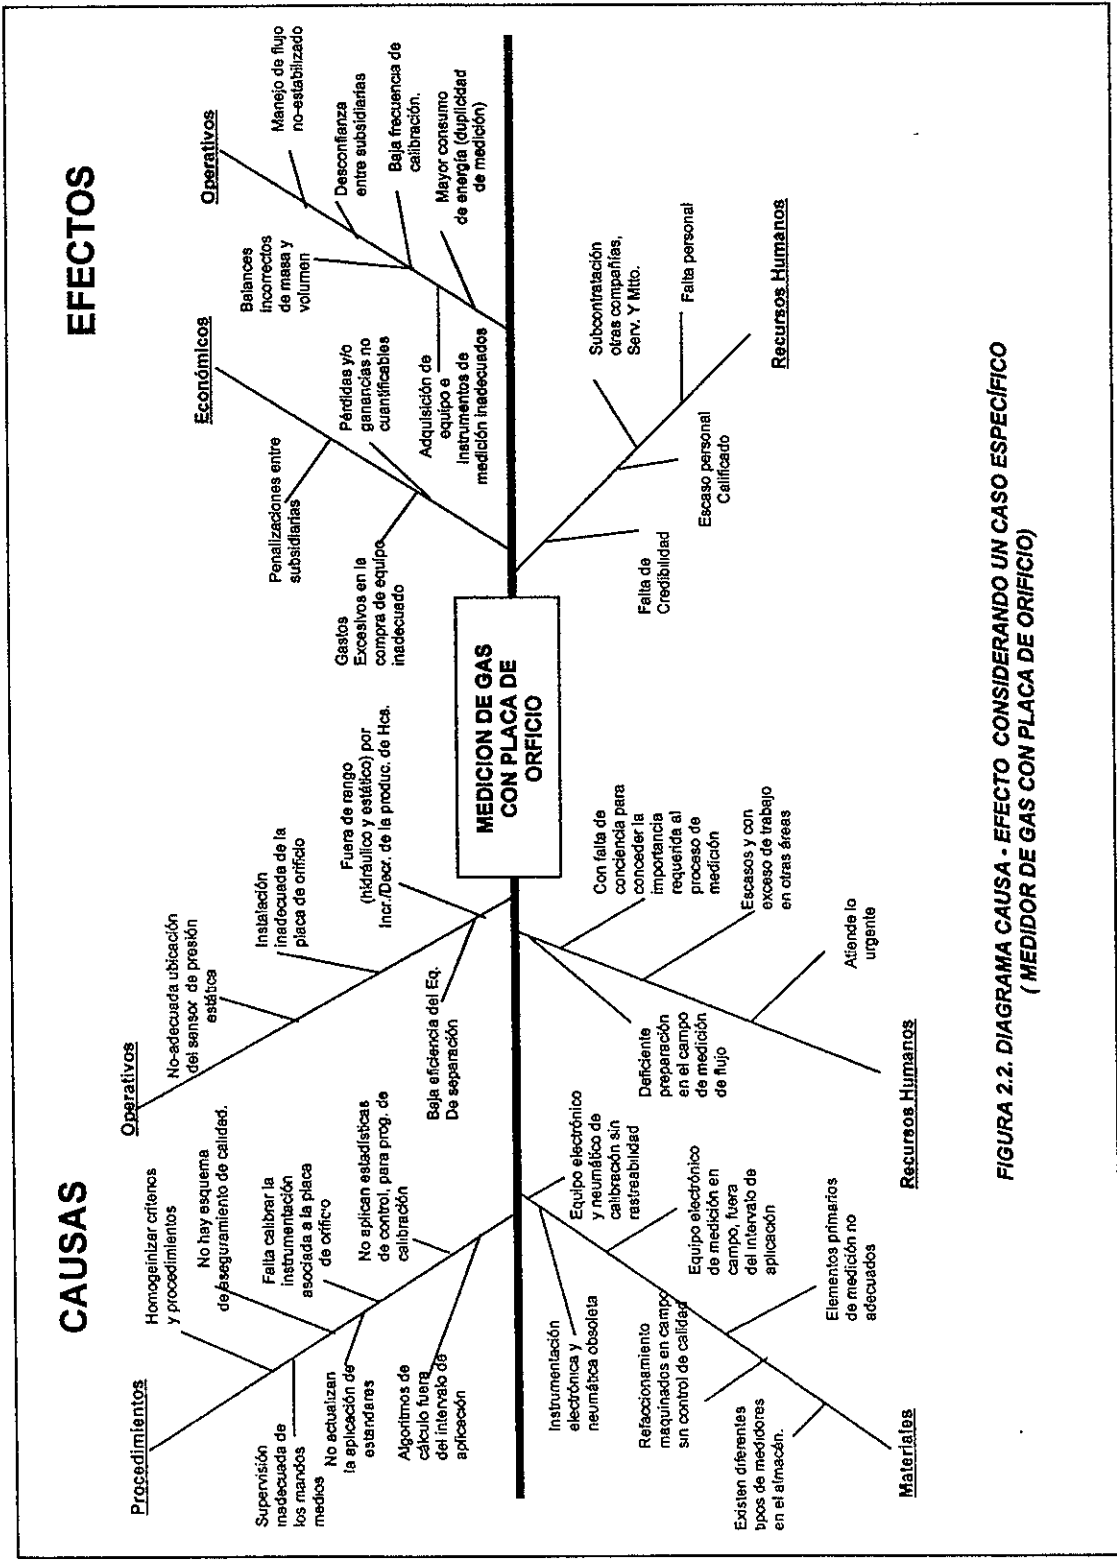 CAUSAS
EFECTOS
Procedimientos
Homogeinizar criterios
y procedimientos
No hay esquema
de aseguramiento de calidad.
Falta calibrar la
instrumentación
asociada a la placa
de orificio
No aplican estadísticas
de control, para prog. de
calibración
Supervisión
inadecuada de
los mandos
medios
No actualizan
la aplicación de
estandares
Algoritmos de
cálculo fuera
del intervalo de
aplicación
Operativos
No-adecuada ubicación
del sensor de presión
estática
Instalación
inadecuada de la
placa de orificio
Fuera de rango
(hidráulico y estático) por
Incr./Decr. de la produc. de Hcs.
Baja eficiencia del Eq.
De separación
Materiales
Equipo electrónico
y neumático de
calibración sin
rastreabilidad
Equipo electrónico
de medición en
campo, fuera
del intervalo de
aplicación
Elementos primarios
de medición no
adecuados
Instrumentación
electrónica y
neumática obsoleta
Refaccionamiento
maquinados en campo
sin control de calidad
Existen diferentes
tipos de medidores
en el almacén.
Recursos Humanos
Con falta de
conciencia para
conceder la
importancia
requerida al
proceso de
medición
Escasos y con
exceso de trabajo
en otras áreas
Atiende lo
urgente
Deficiente
preparación
en el campo
de medición
de flujo
MEDICION DE GAS
CON PLACA DE
ORFICIO
Económicos
Penalizaciones entre
subsidiarias
Pérdidas y/o
ganancias no
cuantificables
Gastos
Excesivos en la
compra de equipo
inadecuado
Operativos
Manejo de flujo
no-estabilizado
Desconfianza
entre subsidiarias
Baja frecuencia de
calibración.
Mayor consumo
de energía (duplicidad
de medición)
Balances
incorrectos
de masa y
volumen
Adquisición de
equipo e
Instrumentos de
medición inadecuados
Recursos Humanos
Subcontratación
otras compañías,
Serv. Y Mtto.
Falta personal
Escaso personal
Calificado
Falta de
Credibilidad
FIGURA 2.2. DIAGRAMA CAUSA - EFECTO CONSIDERANDO UN CASO ESPECÍFICO
( MEDIDOR DE GAS CON PLACA DE ORIFICIO)